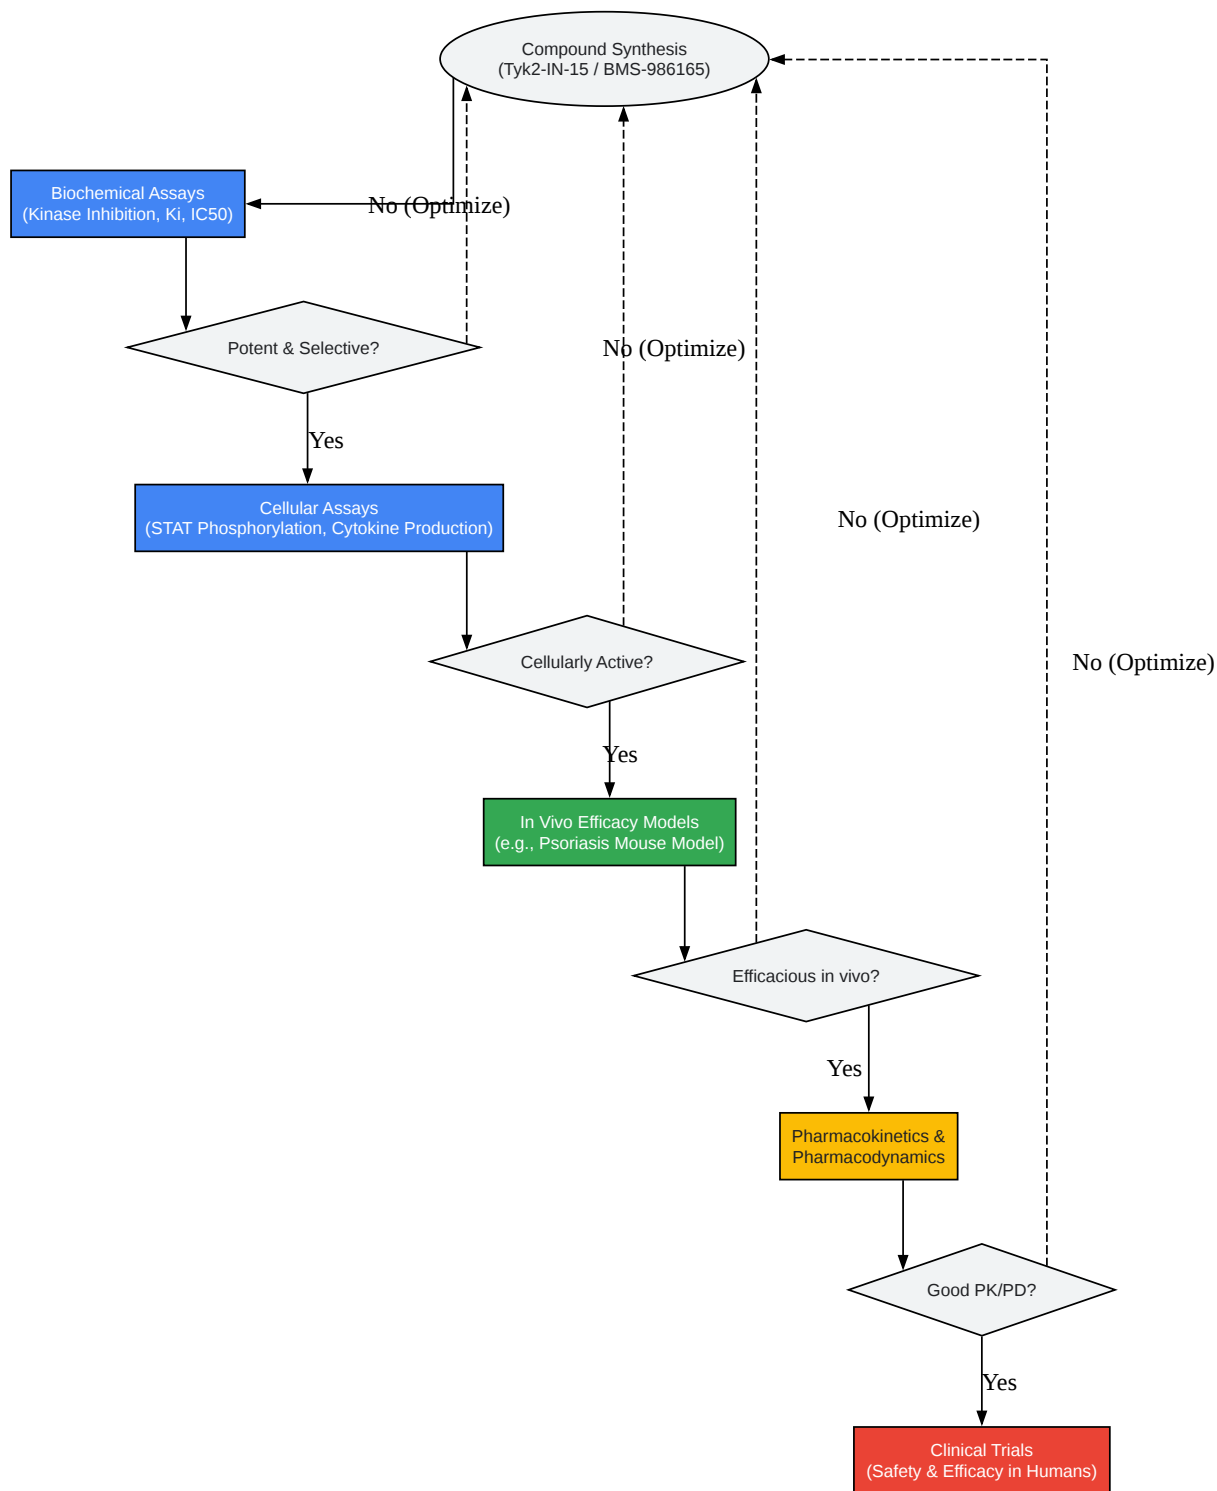 Compound Synthesis
(Tyk2-IN-15 / BMS-986165)
Biochemical Assays
(Kinase Inhibition, Ki, IC50)
No (Optimize)
Potent & Selective?
No (Optimize)
Yes
Cellular Assays
(STAT Phosphorylation, Cytokine Production)
No (Optimize)
Cellularly Active?
No (Optimize)
Yes
In Vivo Efficacy Models
(e.g., Psoriasis Mouse Model)
Efficacious in vivo?
Yes
Pharmacokinetics &
Pharmacodynamics
Good PK/PD?
Yes
Clinical Trials
(Safety & Efficacy in Humans)